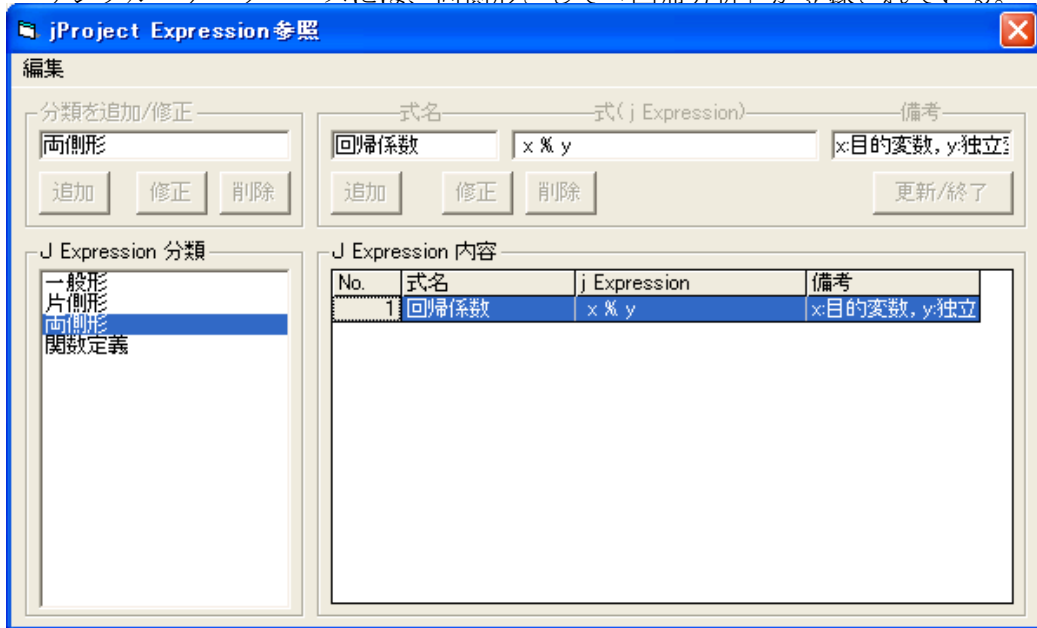 jProject Expression参照
編集
分類を追加/修正
式名
式( j Expression)
備考
両側形
回帰係数
x % y
x:目的変数, y:独立
追加
修正
削除
追加
修正
削除
更新/終了
J Expression 分類
J Expression 内容
一般形
片側形
両側形
関数定義
No.
式名
j Expression
備考
1
回帰係数
x % y
x:目的変数, y:独立